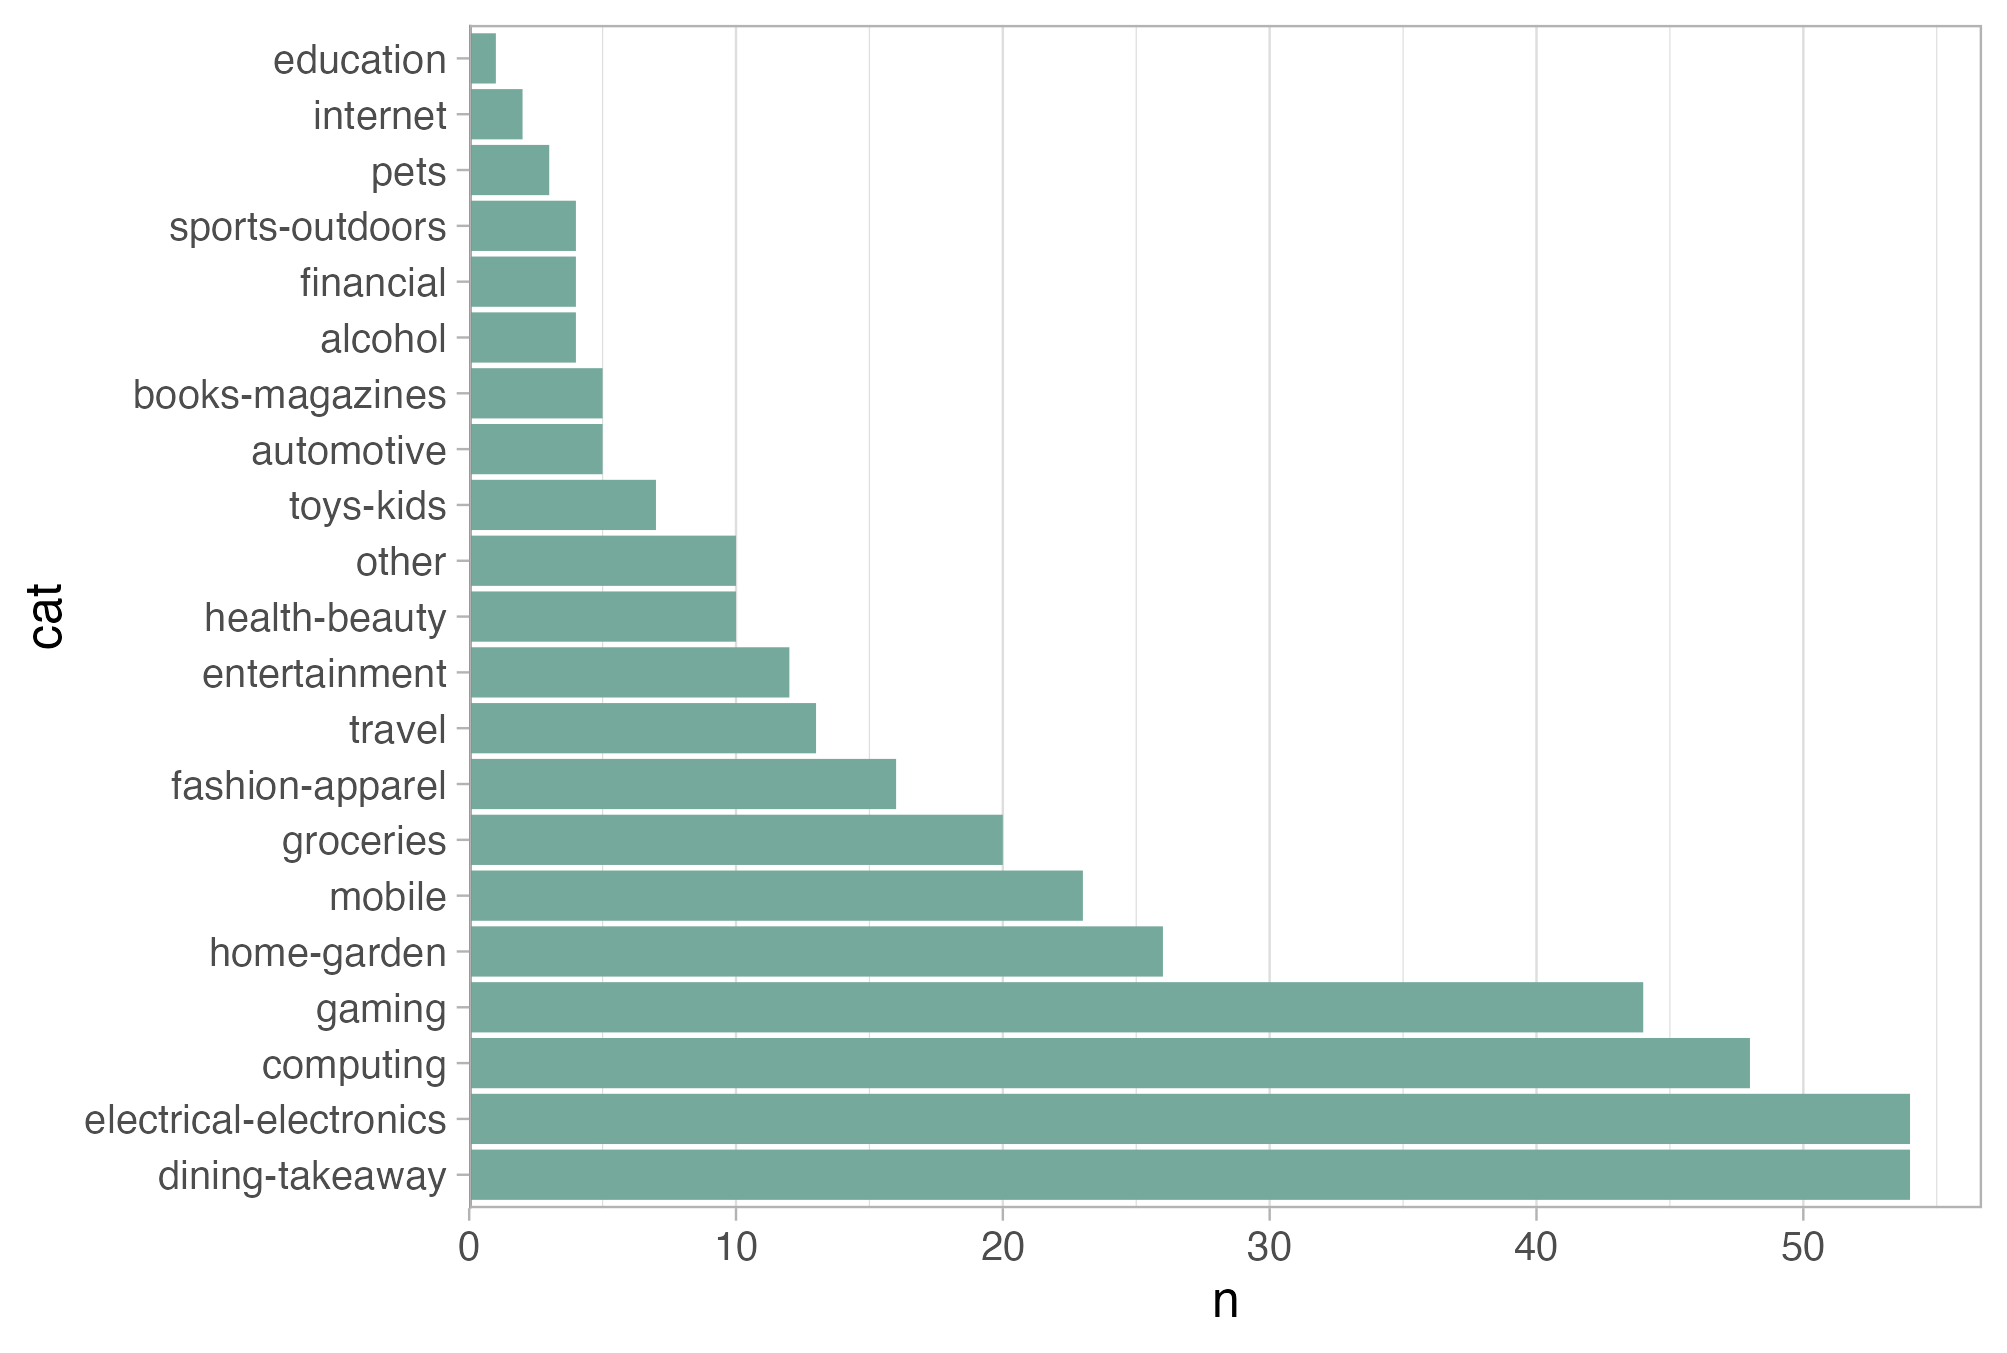 education
internet
pets
sports-outdoors
financial
alcohol
books-magazines
automotive
toys-kids
other
health-beauty
entertainment
travel
fashion-apparel
groceries
mobile
home-garden
gaming
computing
electrical-electronics
dining-takeaway
cat
0 10 20 30 40 50
n